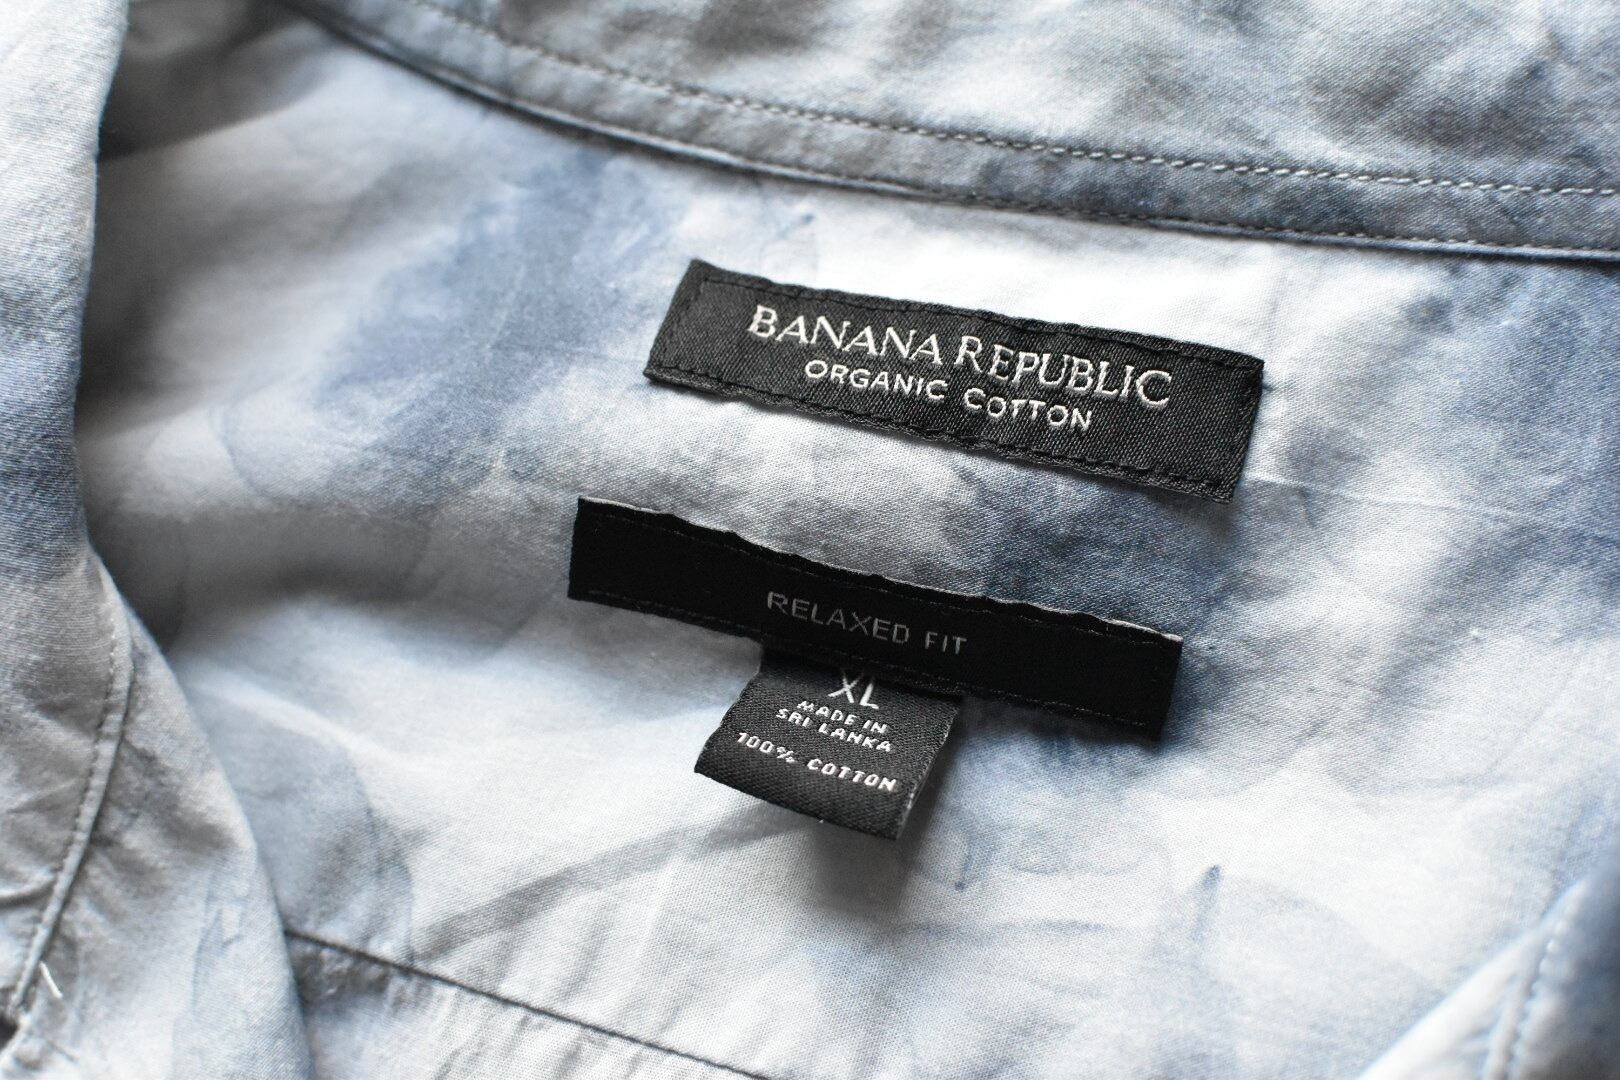 BANANA REPUBLIC
ORGANIC COTTON
RELAXED FIT
XL
MADE IN
SRI LANKA
100% COTTON